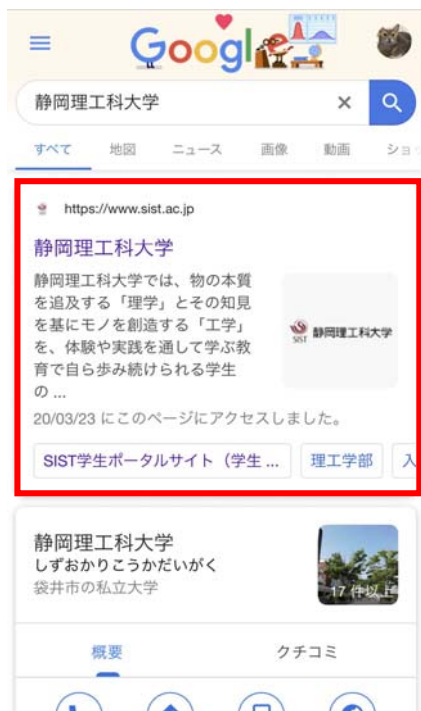 Googl
静岡理工科大学
すべて 地図 ニュース 画像 動画 ショ
https://www.sist.ac.jp
静岡理工科大学
静岡理工科大学では、物の本質
を追及する「理学」とその知見
を基にモノを創造する「工学」
を、体験や実践を通して学ぶ教
育で自ら歩み続けられる学生
の ...
SIST 静岡理工科大学
20/03/23 にこのページにアクセスしました。
SIST学生ポータルサイト（学生 ... 理工学部 入
静岡理工科大学
しずおかりこうかだいがく
袋井市の私立大学
17 件以上
概要 クチコミ